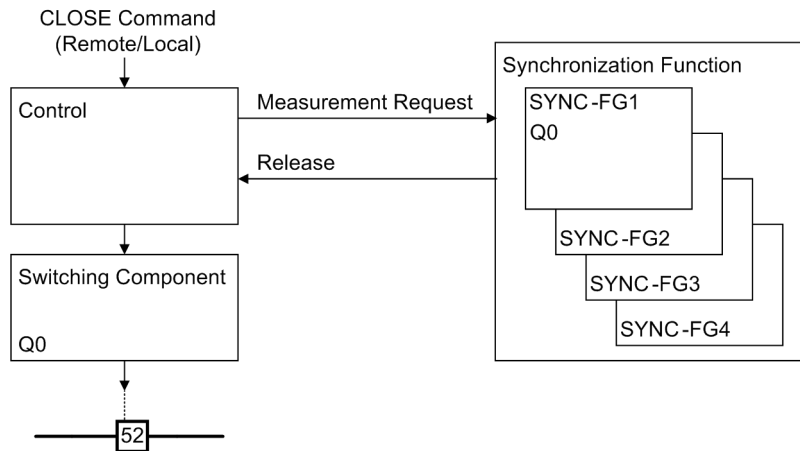 CLOSE Command
(Remote/Local)
Control
Measurement Request
Release
Synchronization Function
SYNC-FG1
Q0
SYNC-FG2
SYNC-FG3
SYNC-FG4
Switching Component
Q0
52